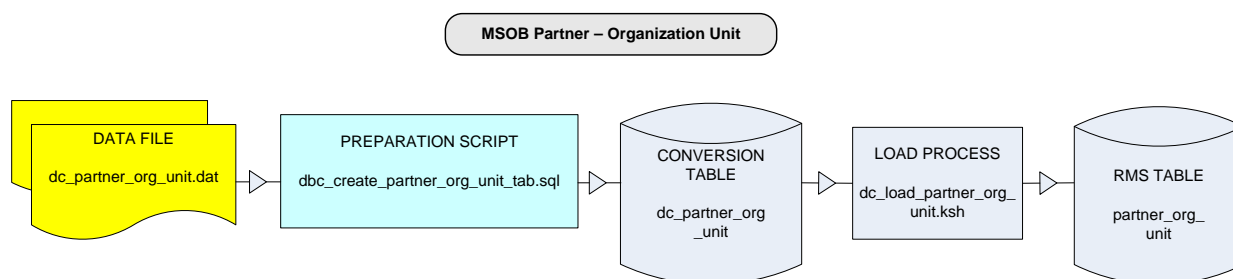 MSOB Partner – Organization Unit
DATA FILE
dc_partner_org_unit.dat
PREPARATION SCRIPT
dbc_create_partner_org_unit_tab.sql
CONVERSION
TABLE
dc_partner_org
_unit
LOAD PROCESS
dc_load_partner_org_
unit.ksh
RMS TABLE
partner_org_
unit